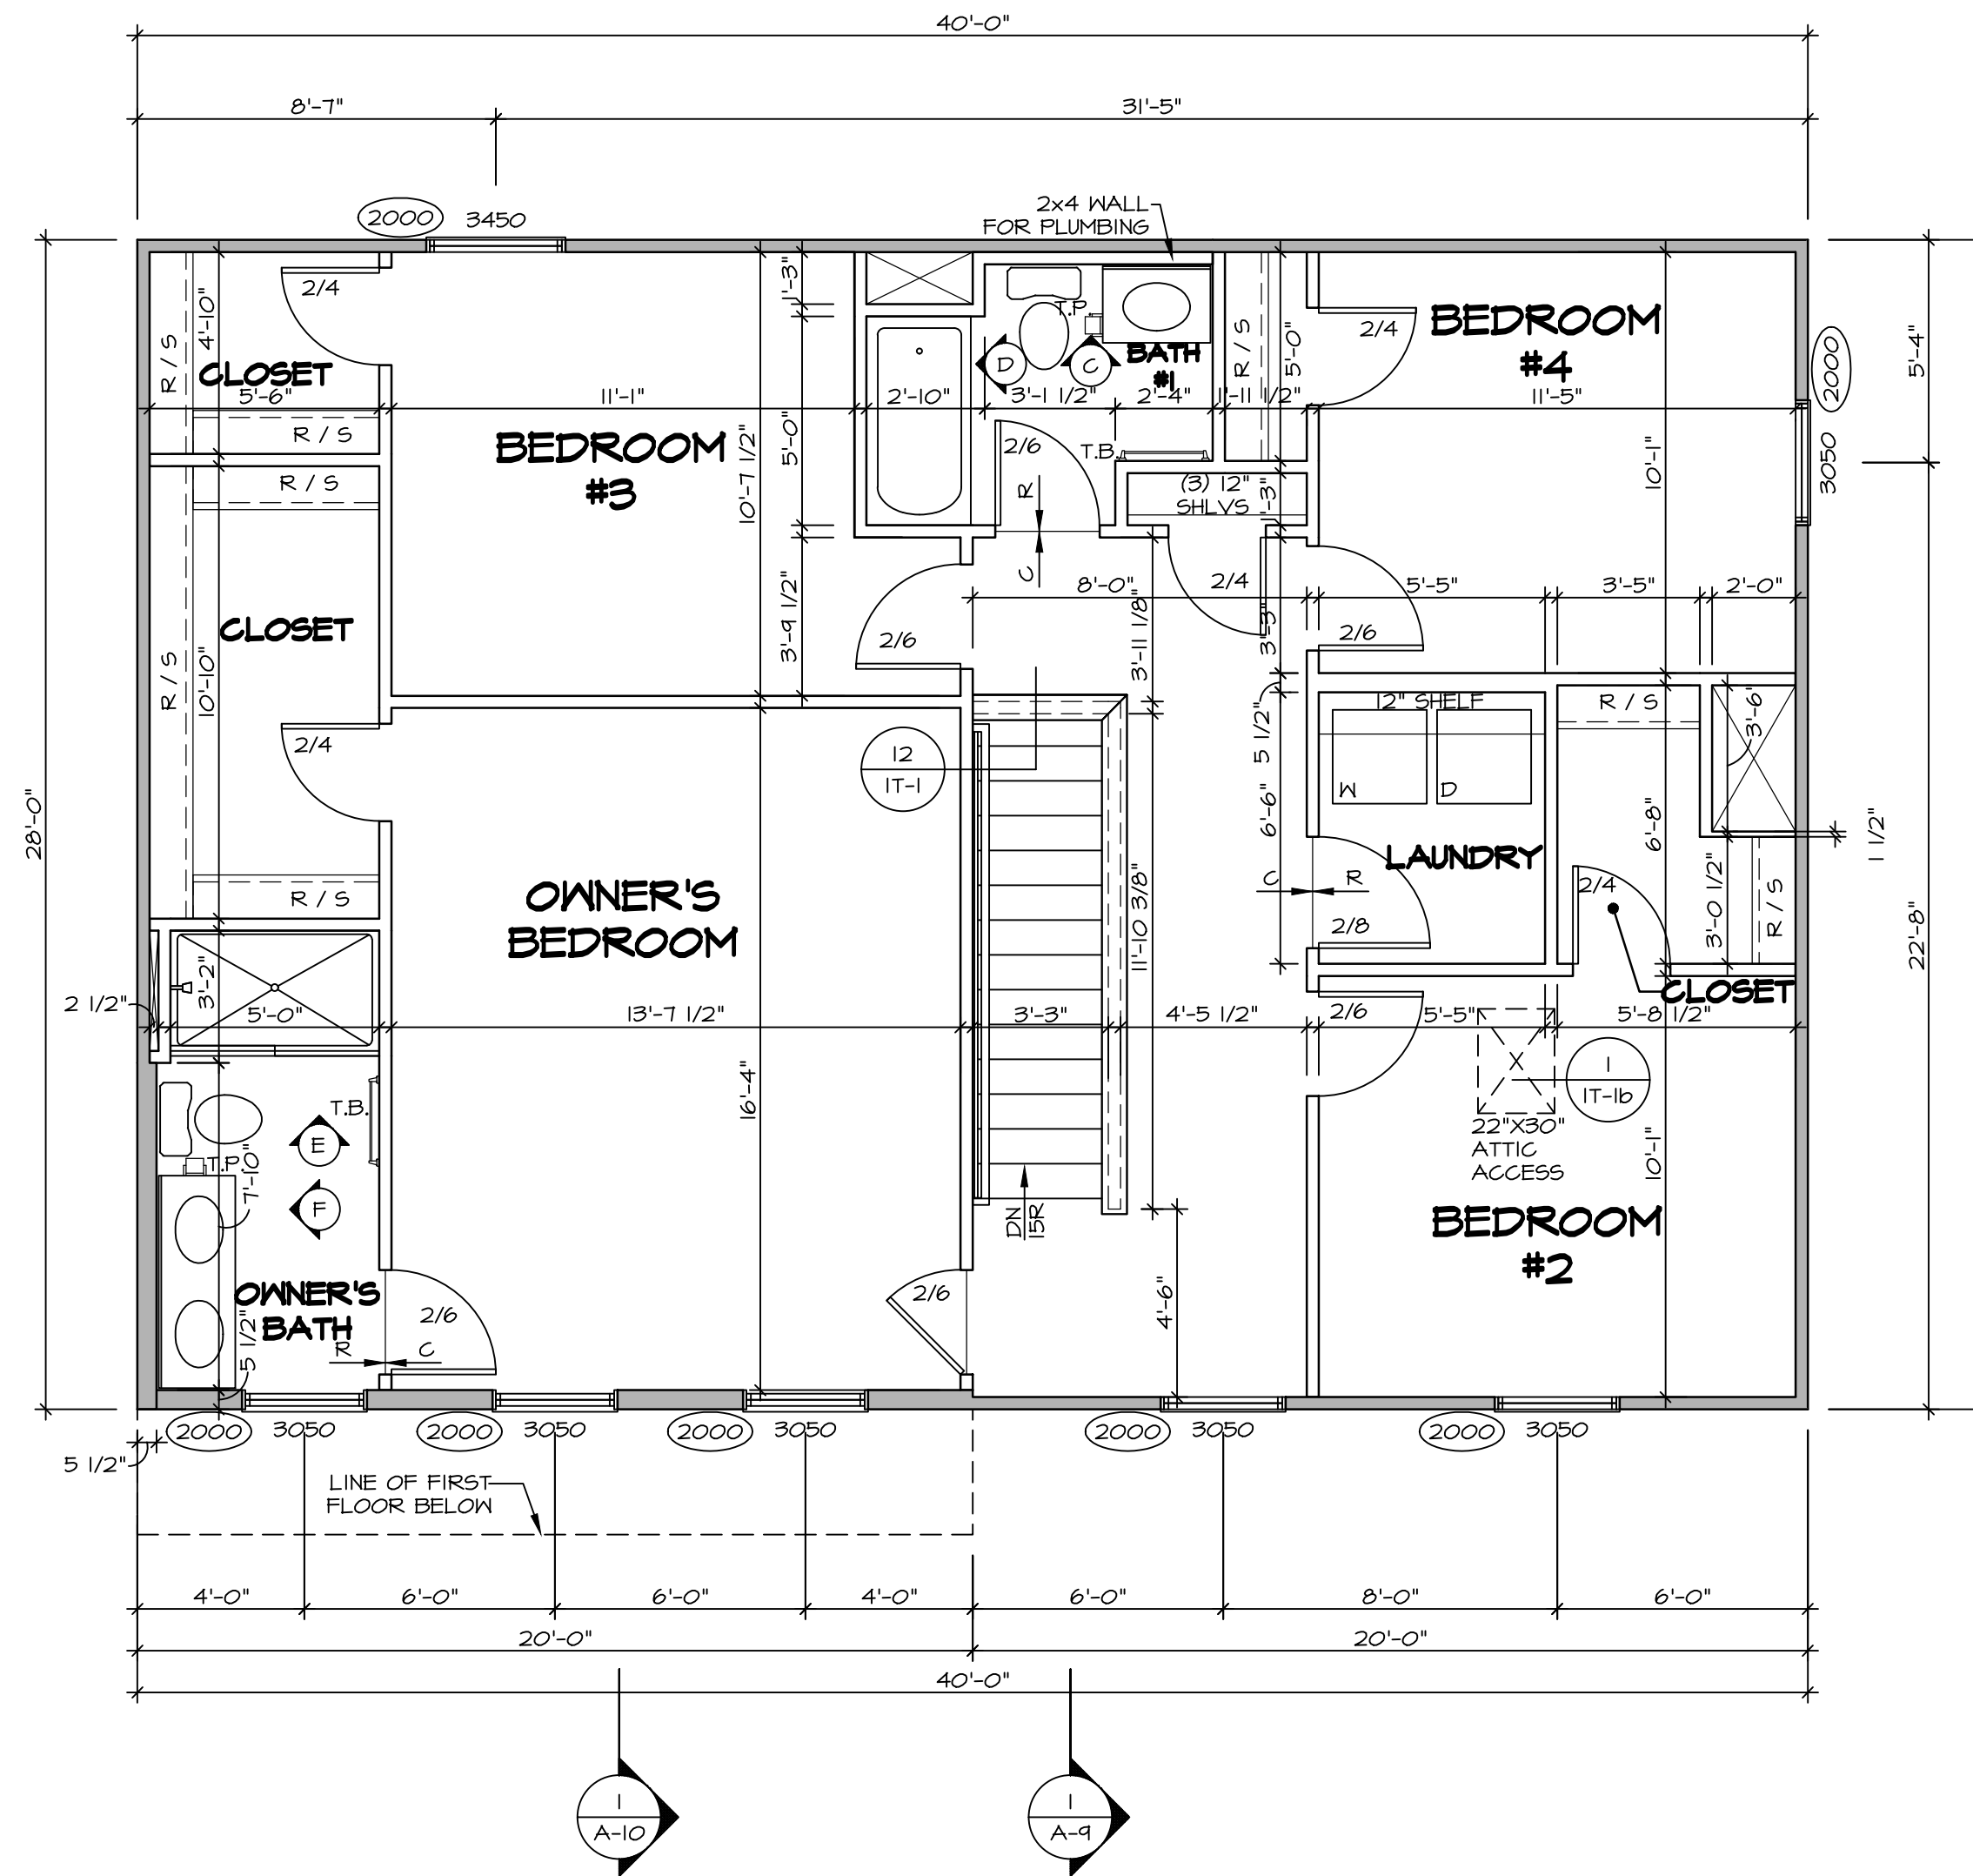 40'-0"
8'-7"
31'-5"
2x4 WALL
FOR PLUMBING
2000
3450
2/4
1'-3"
T.P.
BEDROOM
#4
2/4
2000
5'-4"
R / S
4'-10"
CLOSET
D
C
BATH
#1
R / S
5'-0"
5'-6"
11'-1"
2'-10"
3'-1 1/2"
2'-4"
1'-11 1/2"
11'-5"
R / S
BEDROOM
#3
10'-7 1/2"
5'-0"
2/6
T.B.
10'-1"
3050
R / S
R
(3) 12"
SHLVS
1'-3"
C
8'-0"
2/4
5'-5"
3'-5"
2'-0"
CLOSET
3'-9 1/2"
2/6
3'-11 1/8"
3'-3"
2/6
R / S
10'-10"
12" SHELF
R / S
3'-6"
2/4
12
1T-1
5 1/2"
28'-0"
W
D
6'-6"
6'-8"
1 1/2"
LAUNDRY
OWNER'S
BEDROOM
R / S
11'-10 3/8"
C
R
2/4
3'-0 1/2"
R / S
2/8
22'-8"
3'-2"
CLOSET
2 1/2"
5'-0"
13'-7 1/2"
3'-3"
4'-5 1/2"
2/6
5'-5"
5'-8 1/2"
16'-4"
1
1T-1b
T.B.
E
22"X30"
ATTIC
ACCESS
10'-1"
T.P.
7'-10"
F
DN
15R
BEDROOM
#2
OWNER'S
BATH
5 1/2"
2/6
2/6
4'-6"
R
C
2000
3050
2000
3050
2000
3050
2000
3050
2000
3050
5 1/2"
LINE OF FIRST
FLOOR BELOW
4'-0"
6'-0"
6'-0"
4'-0"
6'-0"
8'-0"
6'-0"
20'-0"
20'-0"
40'-0"
1
A-10
1
A-9